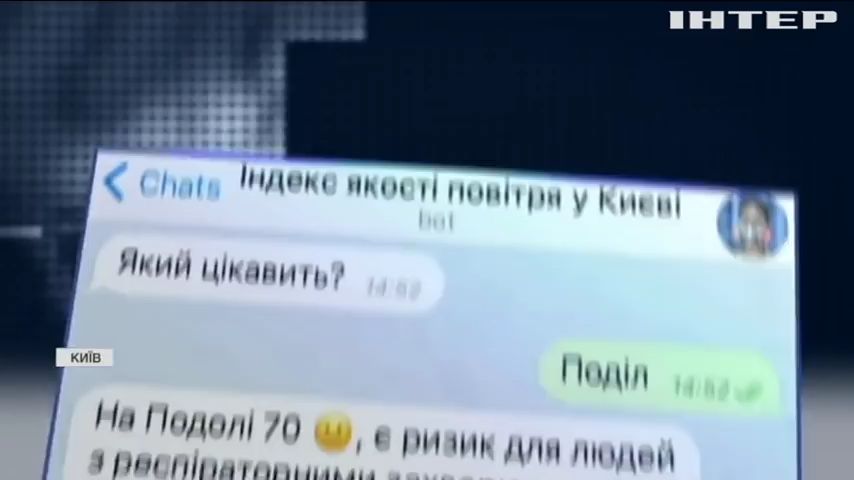 ІНТЕР
Chats Індекс якості повітря у Києві
bot
Який цікавить? 14:52
Поділ 14:52
КИЇВ
На Подолі 70 😐, є ризик для людей
з респіраторними